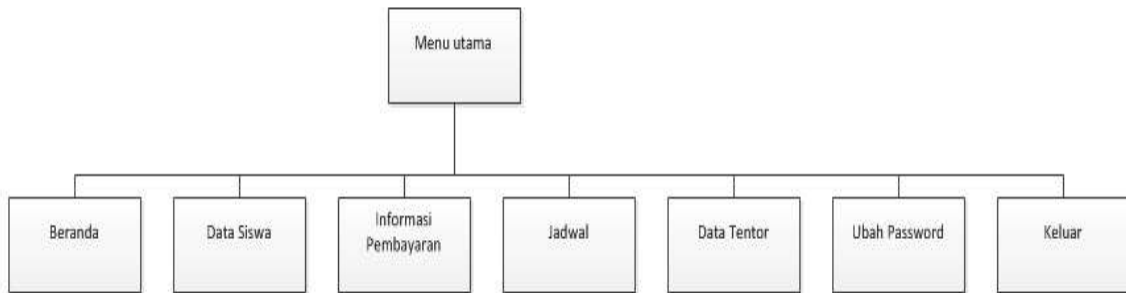 Menu utama
Beranda
Data Siswa
Informasi
Pembayaran
Jadwal
Data Tentor
Ubah Password
Keluar